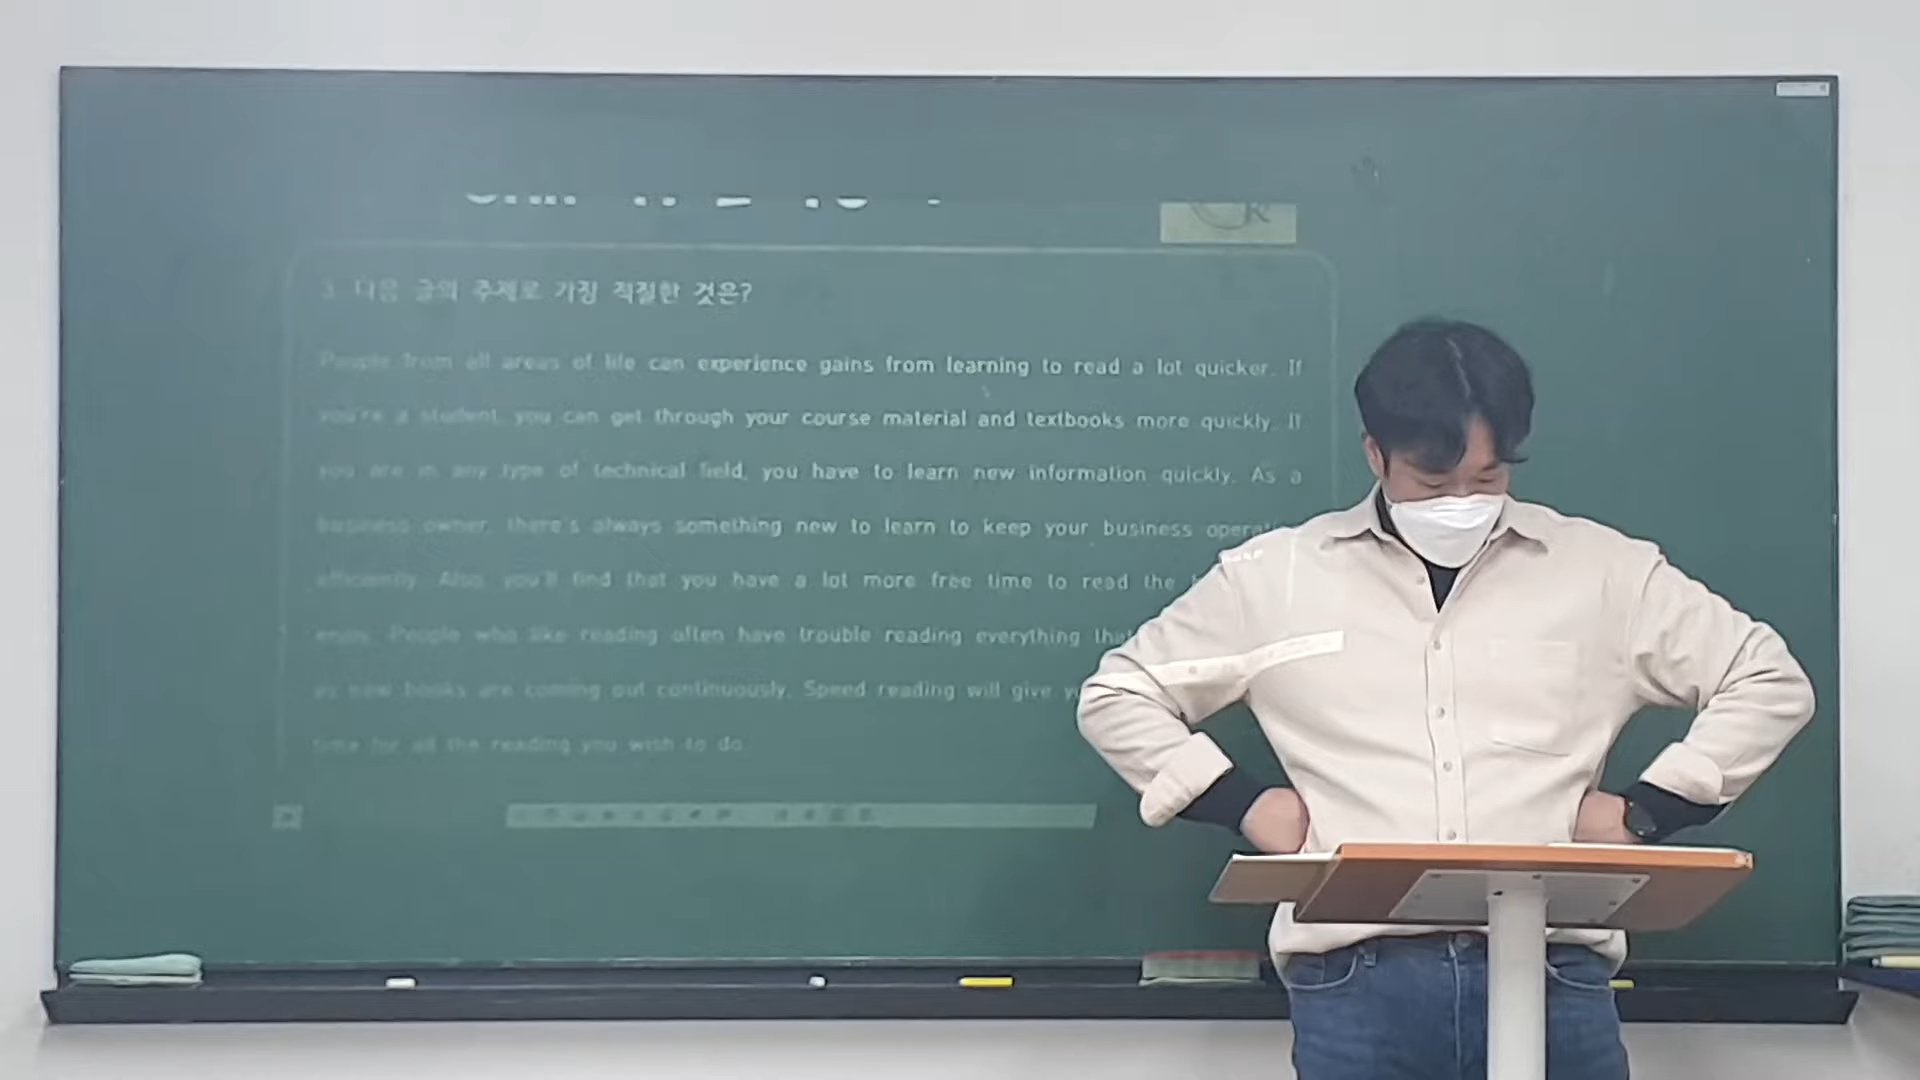 3. 다음 글의 주제로 가장 적절한 것은?
People from all areas of life can experience gains from learning to read a lot quicker. If
you're a student, you can get through your course material and textbooks more quickly. If
you are in any type of technical field, you have to learn new information quickly. As a
business owner, there's always something new to learn to keep your business
efficiently. Also, you'll find that you have a lot more free time to read the
enjoy. People who like reading often have trouble reading everything
as new books are coming out continuously. Speed reading will give
time for all the reading you wish to do.